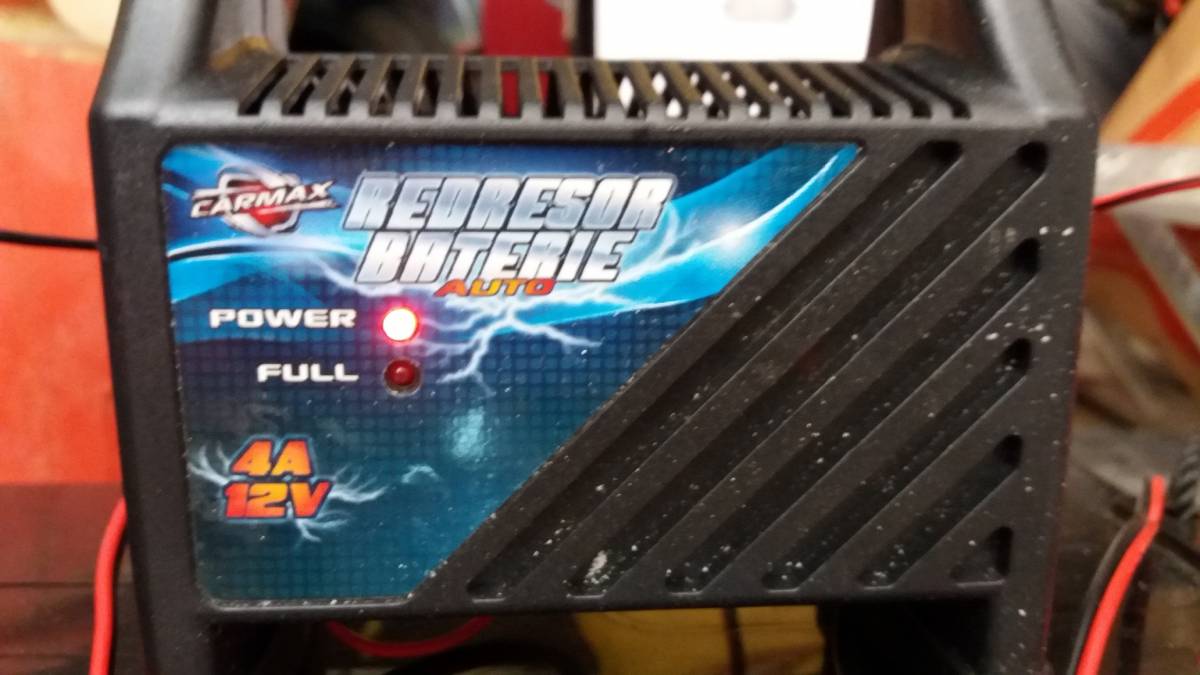 CARMAX
REDRESOR
BATERIE
AUTO
POWER
FULL
4A
12V